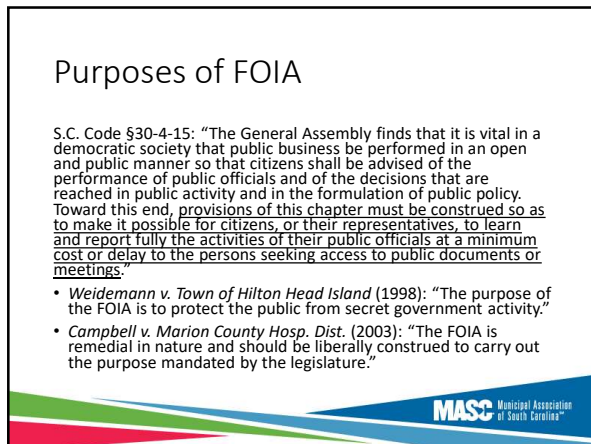 Purposes of FOIA
S.C. Code §30-4-15: “The General Assembly finds that it is vital in a
democratic society that public business be performed in an open
and public manner so that citizens shall be advised of the
performance of public officials and of the decisions that are
reached in public activity and in the formulation of public policy.
Toward this end, provisions of this chapter must be construed so as
to make it possible for citizens, or their representatives, to learn
and report fully the activities of their public officials at a minimum
cost or delay to the persons seeking access to public documents or
meetings.”
• Weidemann v. Town of Hilton Head Island (1998): “The purpose of
the FOIA is to protect the public from secret government activity.”
• Campbell v. Marion County Hosp. Dist. (2003): “The FOIA is
remedial in nature and should be liberally construed to carry out
the purpose mandated by the legislature.”
MASC Municipal Association
of South Carolina℠